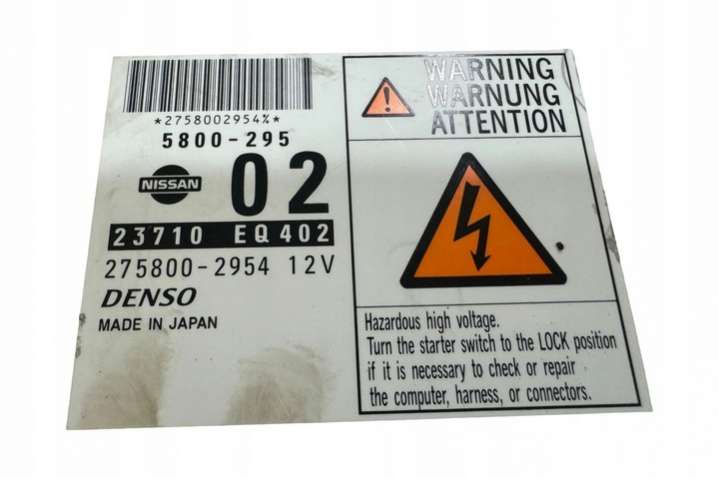 *2758002954%*
5800-295
NISSAN
02
23710 EQ402
275800-2954 12V
DENSO
MADE IN JAPAN
WARNING
WARNUNG
ATTENTION
Hazardous high voltage.
Turn the starter switch to the LOCK position
if it is necessary to check or repair
the computer, harness, or connectors.